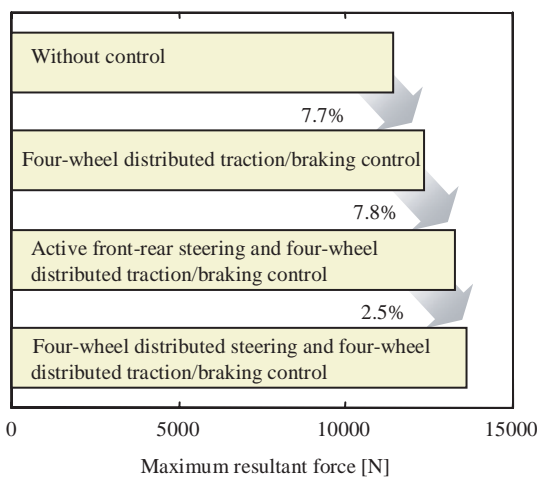 Without control
7.7%
Four-wheel distributed traction/braking control
7.8%
Active front-rear steering and four-wheel
distributed traction/braking control
2.5%
Four-wheel distributed steering and four-wheel
distributed traction/braking control
0 5000 10000 15000
Maximum resultant force [N]